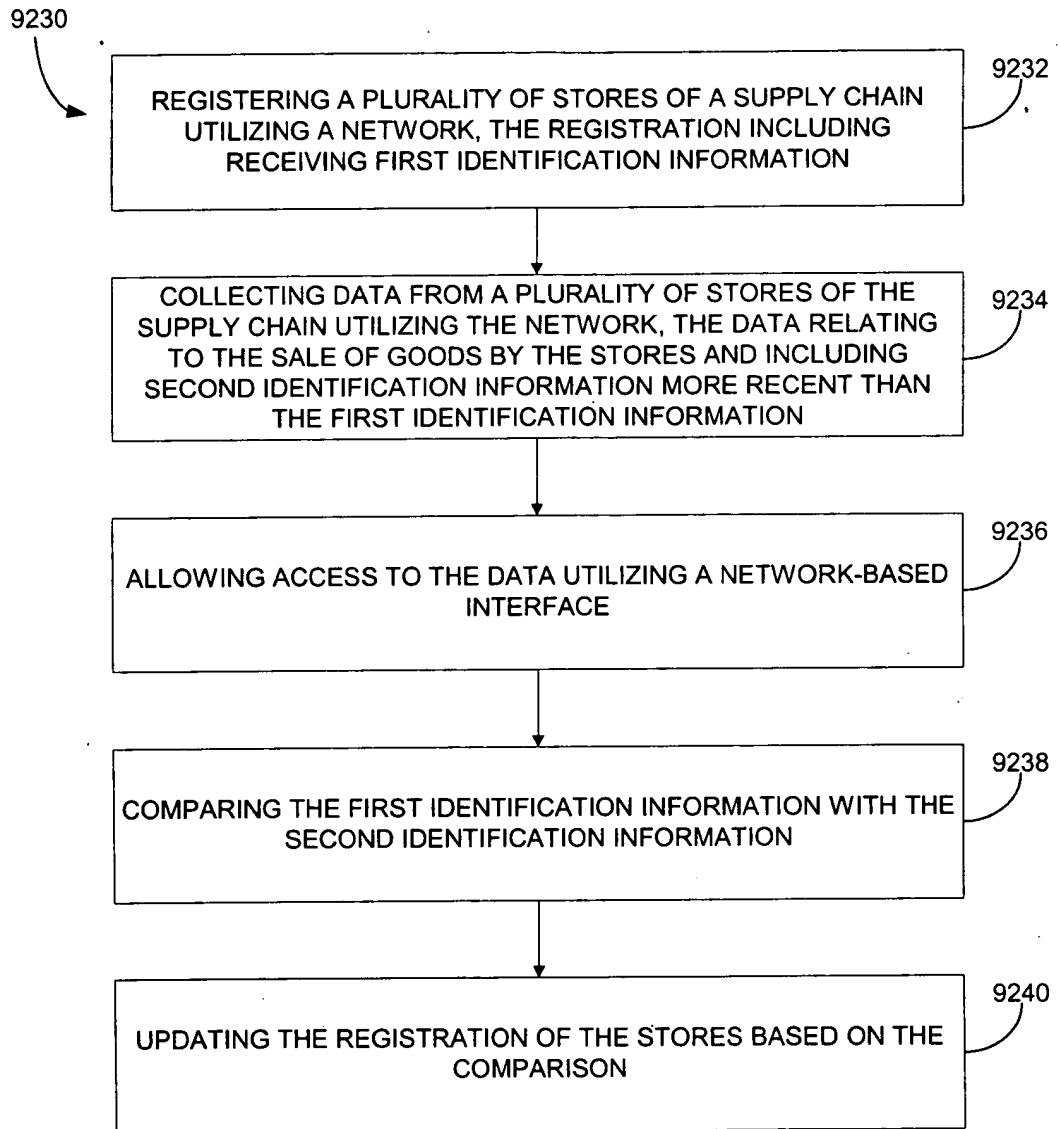 9230
9232
REGISTERING A PLURALITY OF STORES OF A SUPPLY CHAIN
UTILIZING A NETWORK, THE REGISTRATION INCLUDING
RECEIVING FIRST IDENTIFICATION INFORMATION
9234
COLLECTING DATA FROM A PLURALITY OF STORES OF THE
SUPPLY CHAIN UTILIZING THE NETWORK, THE DATA RELATING
TO THE SALE OF GOODS BY THE STORES AND INCLUDING
SECOND IDENTIFICATION INFORMATION MORE RECENT THAN
THE FIRST IDENTIFICATION INFORMATION
9236
ALLOWING ACCESS TO THE DATA UTILIZING A NETWORK-BASED
INTERFACE
9238
COMPARING THE FIRST IDENTIFICATION INFORMATION WITH THE
SECOND IDENTIFICATION INFORMATION
9240
UPDATING THE REGISTRATION OF THE STORES BASED ON THE
COMPARISON